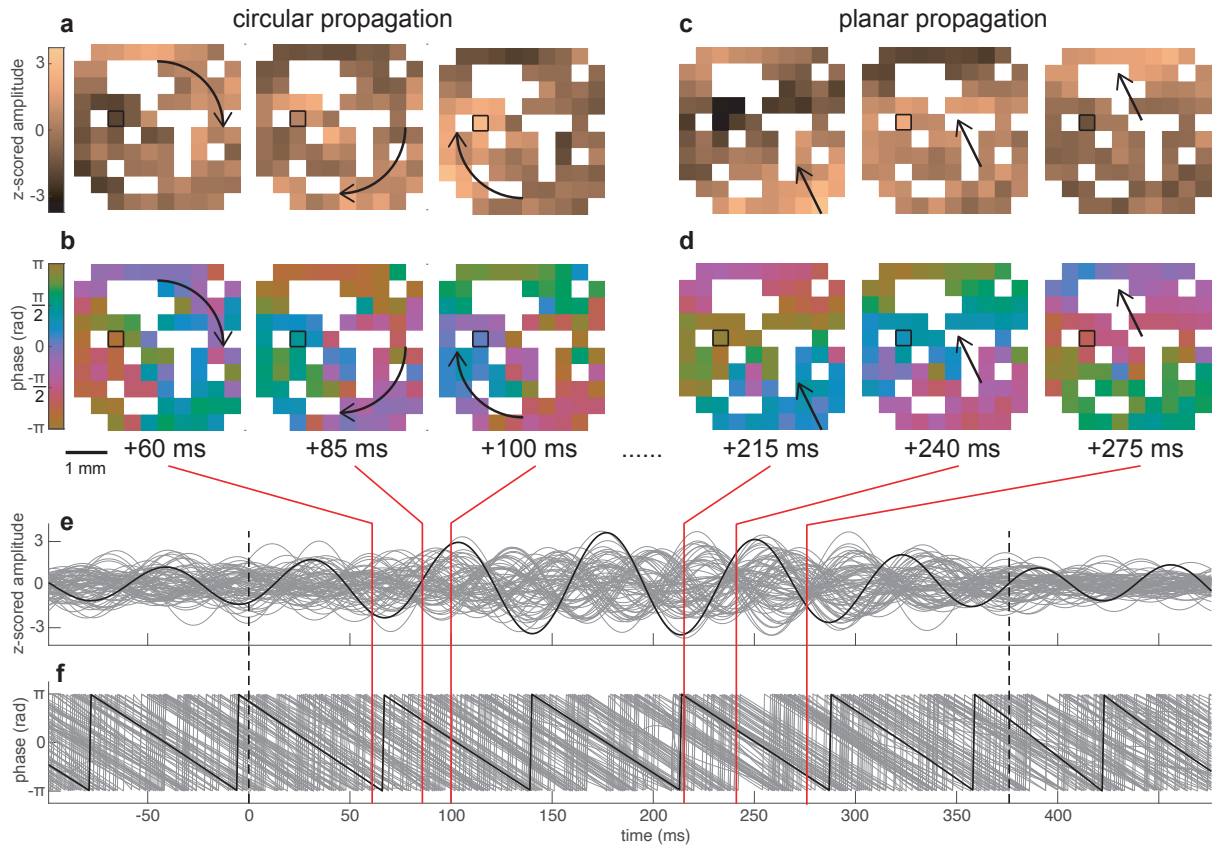 circular propagation
planar propagation
a
c
z-scored amplitude
3
0
-3
b
d
phase (rad)
π
π/2
0
-π/2
-π
+60 ms
+85 ms
+100 ms
......
+215 ms
+240 ms
+275 ms
1 mm
e
z-scored amplitude
3
0
-3
f
phase (rad)
π
0
-π
-50 0 50 100 150 200 250 300 350 400
time (ms)